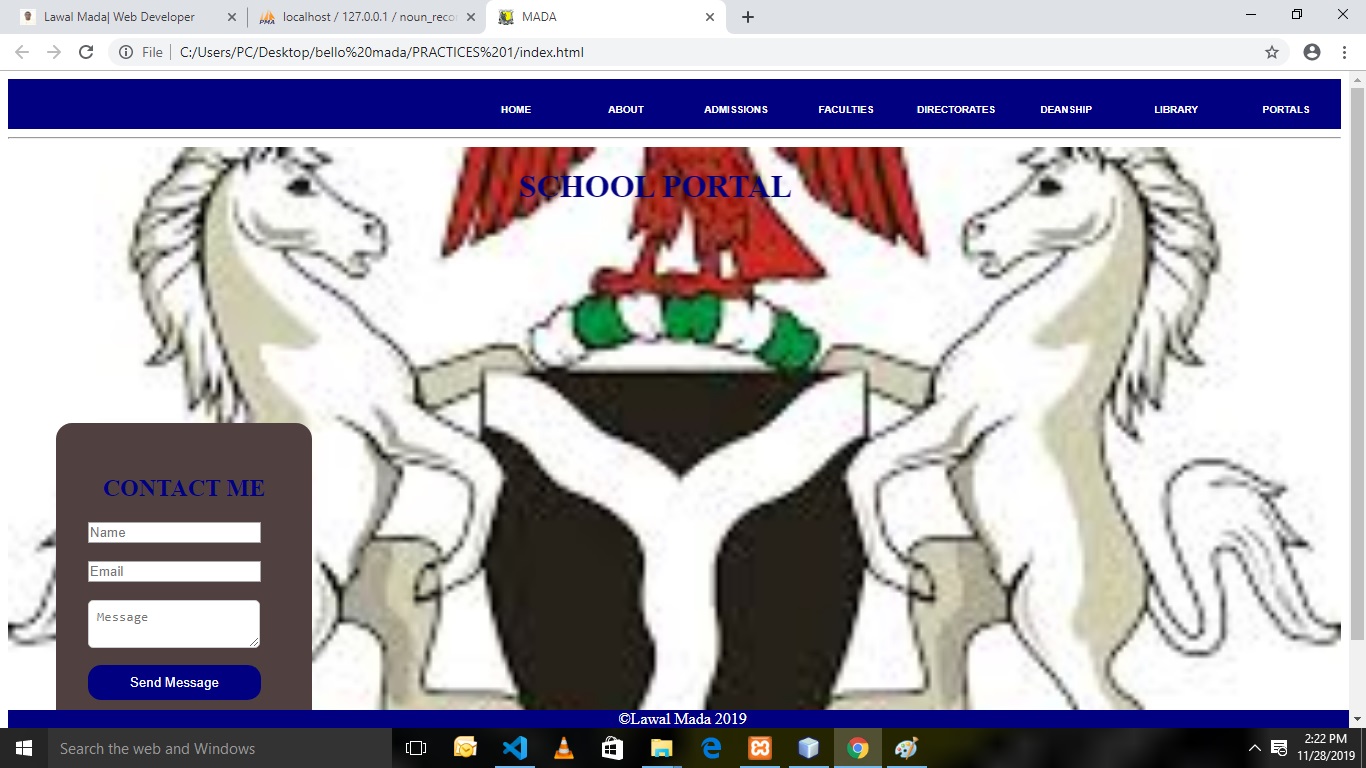 Lawal Mada| Web Developer
localhost / 127.0.0.1 / noun_reco
MADA
File
C:/Users/PC/Desktop/bello%20mada/PRACTICES%201/index.html
HOME ABOUT ADMISSIONS FACULTIES DIRECTORATES DEANSHIP LIBRARY PORTALS
SCHOOL PORTAL
CONTACT ME
Name
Email
Message
Send Message
©Lawal Mada 2019
Search the web and Windows
2:22 PM
11/28/2019